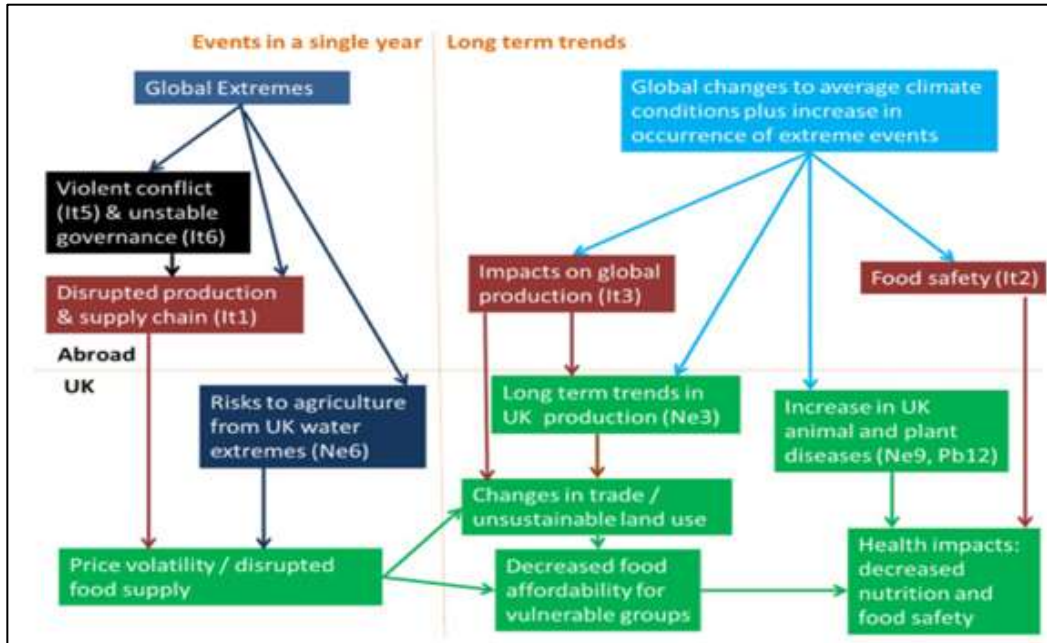 Events in a single year
Long term trends
Global Extremes
Global changes to average climate
conditions plus increase in
occurrence of extreme events
Violent conflict
(It5) & unstable
governance (It6)
Disrupted production
& supply chain (It1)
Impacts on global
production (It3)
Food safety (It2)
Abroad
UK
Risks to agriculture
from UK water
extremes (Ne6)
Long term trends in
UK production (Ne3)
Increase in UK
animal and plant
diseases (Ne9, Pb12)
Changes in trade /
unsustainable land use
Price volatility / disrupted
food supply
Decreased food
affordability for
vulnerable groups
Health impacts:
decreased
nutrition and
food safety